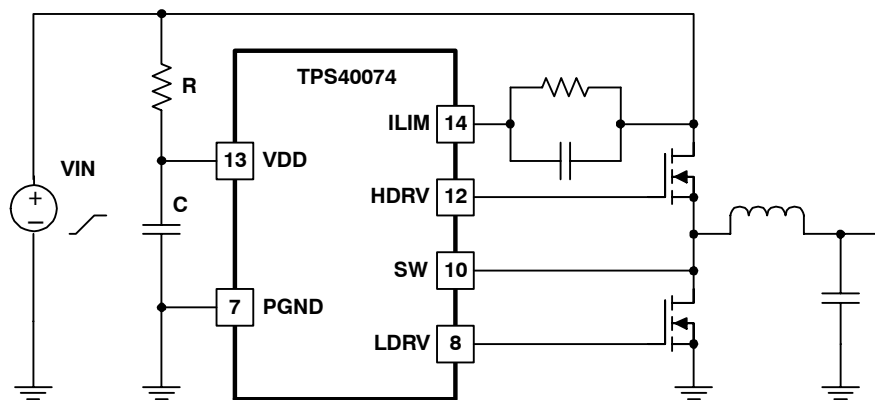 TPS40074
R
ILIM 14
13 VDD
VIN
HDRV 12
C
+
−
SW 10
7 PGND
LDRV 8